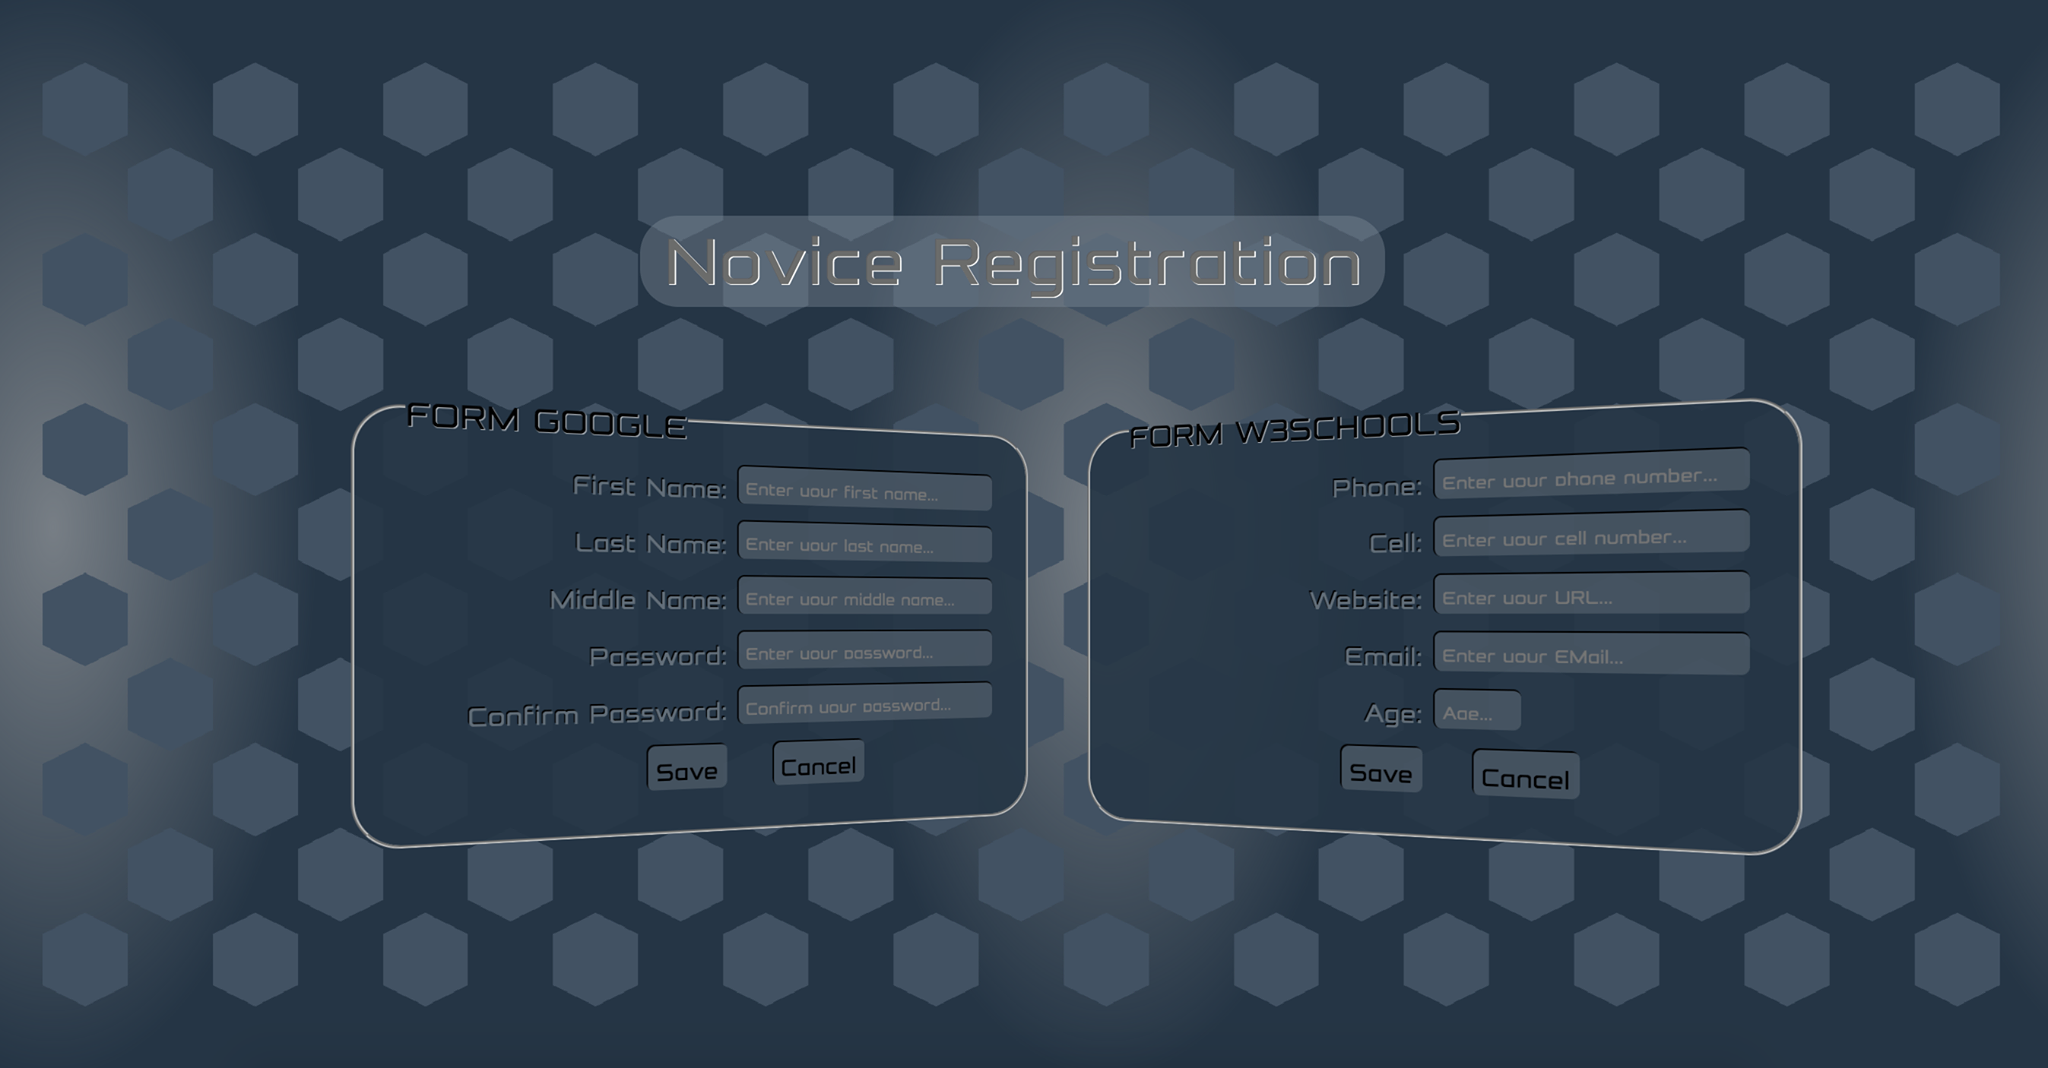 Novice Registration
FORM GOOGLE
First Name: Enter your first name...
Last Name: Enter your last name...
Middle Name: Enter your middle name...
Password: Enter your password...
Confirm Password: Confirm your password...
Save Cancel
FORM W3SCHOOLS
Phone: Enter your phone number...
Cell: Enter your cell number...
Website: Enter your URL...
Email: Enter your EMail...
Age: Age...
Save Cancel